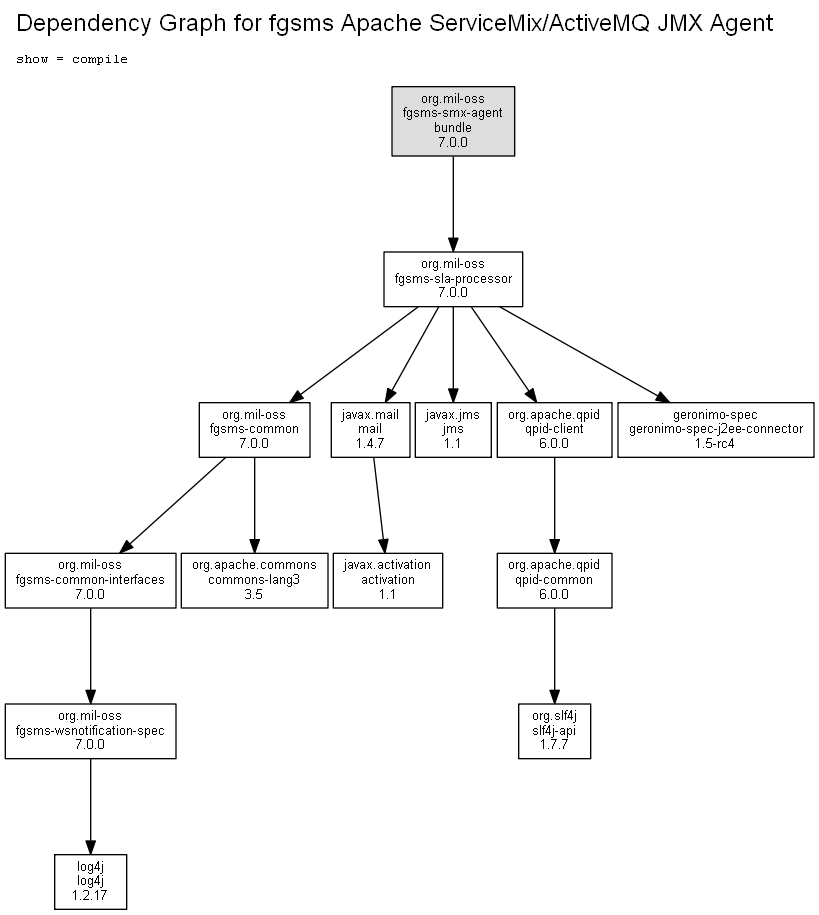 Dependency Graph for fgsms Apache ServiceMix/ActiveMQ JMX Agent
show = compile
org.mil-oss
fgsms-smx-agent
bundle
7.0.0
org.mil-oss
fgsms-sla-processor
7.0.0
org.mil-oss
fgsms-common
7.0.0
javax.mail
mail
1.4.7
javax.jms
jms
1.1
org.apache.qpid
qpid-client
6.0.0
geronimo-spec
geronimo-spec-j2ee-connector
1.5-rc4
org.mil-oss
fgsms-common-interfaces
7.0.0
org.apache.commons
commons-lang3
3.5
javax.activation
activation
1.1
org.apache.qpid
qpid-common
6.0.0
org.mil-oss
fgsms-wsnotification-spec
7.0.0
org.slf4j
slf4j-api
1.7.7
log4j
log4j
1.2.17